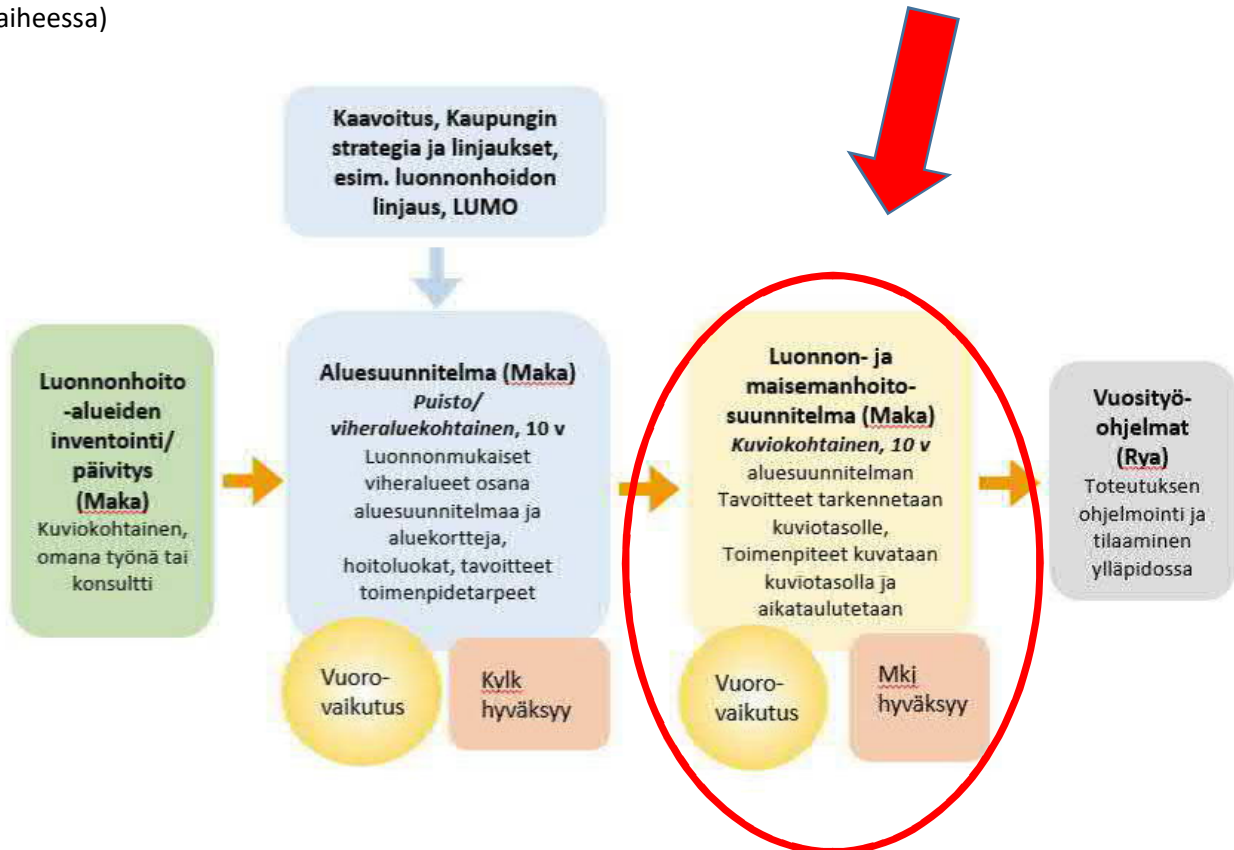 aiheessa)
Kaavoitus, Kaupungin
strategia ja linjaukset,
esim. luonnonhoidon
linjaus, LUMO
Luonnonhoito
-alueiden
inventointi/
päivitys
(Maka)
Kuviokohtainen,
omana työnä tai
konsultti
Aluesuunnitelma (Maka)
Puisto/
viheraluekohtainen, 10 v
Luonnonmukaiset
viheralueet osana
aluesuunnitelmaa ja
aluekortteja,
hoitoluokat, tavoitteet
toimenpidetarpeet
Vuoro-
vaikutus
Kylk
hyväksyy
Luonnon- ja
maisemanhoito-
suunnitelma (Maka)
Kuviokohtainen, 10 v
aluesuunnitelman
Tavoitteet tarkennetaan
kuviotasolle,
Toimenpiteet kuvataan
kuviotasolla ja
aikataulutetaan
Vuoro-
vaikutus
Mkj
hyväksyy
Vuosityö-
ohjelmat
(Rya)
Toteutuksen
ohjelmointi ja
tilaaminen
ylläpidossa